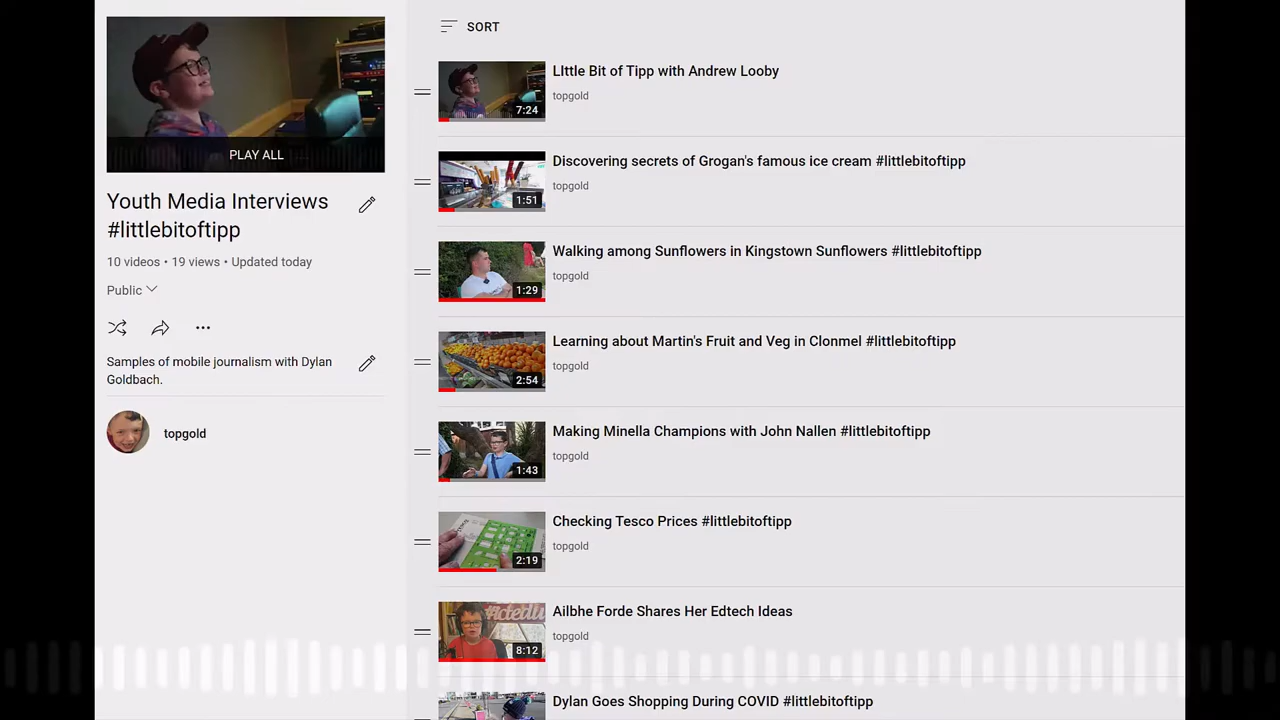 PLAY ALL
Youth Media Interviews
#littlebitoftipp
10 videos • 19 views • Updated today
Public
Samples of mobile journalism with Dylan
Goldbach.
topgold
SORT
LIttle Bit of Tipp with Andrew Looby
topgold
7:24
Discovering secrets of Grogan's famous ice cream #littlebitoftipp
topgold
1:51
Walking among Sunflowers in Kingstown Sunflowers #littlebitoftipp
topgold
1:29
Learning about Martin's Fruit and Veg in Clonmel #littlebitoftipp
topgold
2:54
Making Minella Champions with John Nallen #littlebitoftipp
topgold
1:43
Checking Tesco Prices #littlebitoftipp
topgold
2:19
Ailbhe Forde Shares Her Edtech Ideas
topgold
8:12
Dylan Goes Shopping During COVID #littlebitoftipp